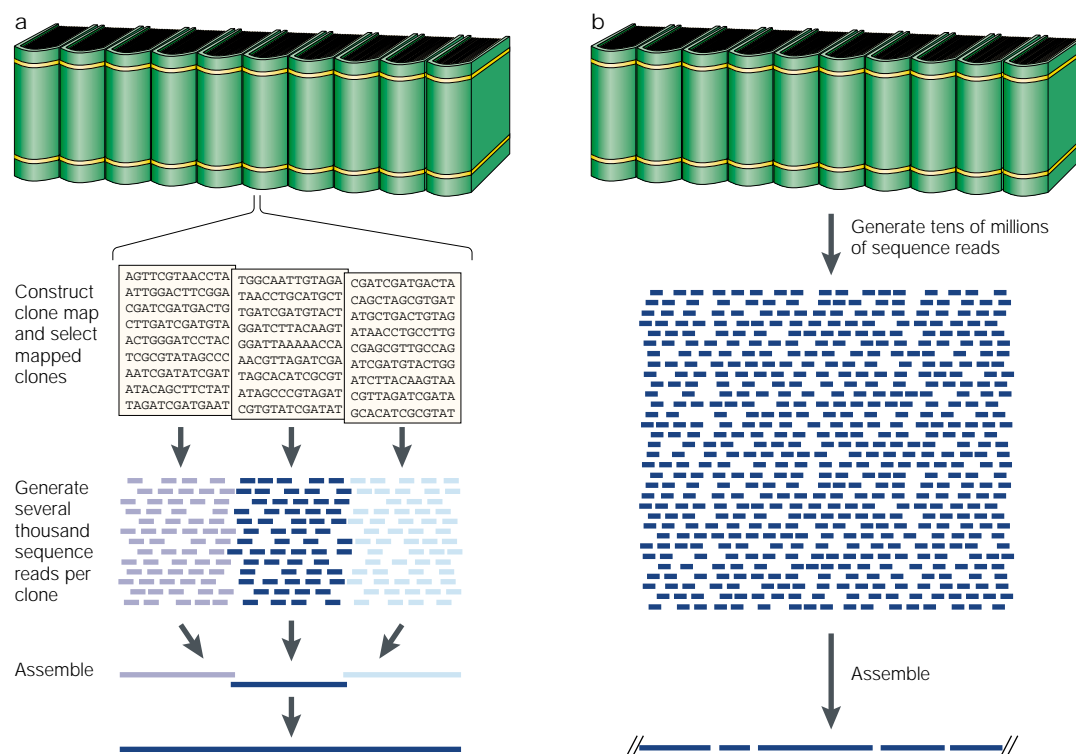 a
Construct
clone map
and select
mapped
clones
AGTTCGTAACCTA
ATTGGACTTCGGA
CGATCGATGACTG
CTTGATCGATGTA
ACTGGGATCCTAC
TCGCGTATAGCCC
AATCGATATCGAT
ATACAGCTTCTAT
TAGATCGATGAAT
TGGCAATTGTAGA
TAACCTGCATGCT
TGATCGATGTACT
GGATCTTACAAGT
GGATTAAAAACCA
AACGTTAGATCGA
TAGCACATCGCGT
ATAGCCCGTAGAT
CGTGTATCGATAT
CGATCGATGACTA
CAGCTAGCGTGAT
ATGCTGACTGTAG
ATAACCTGCCTTG
CGAGCGTTGCCAG
ATCGATGTACTGG
ATCTTACAAGTAA
CGTTAGATCGATA
GCACATCGCGTAT
Generate
several
thousand
sequence
reads per
clone
Assemble
b
Generate tens of millions
of sequence reads
Assemble